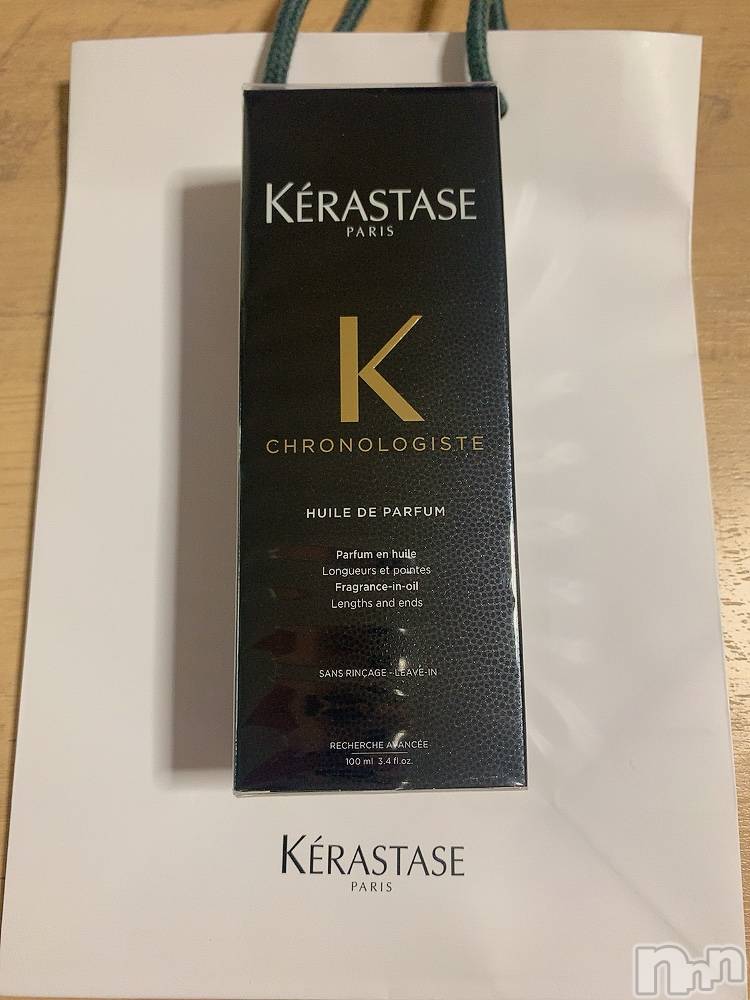 KÉRASTASE
PARIS
K
CHRONOLOGISTE
HUILE DE PARFUM
Parfum en huile
Longueurs et pointes
Fragrance-in-oil
Lengths and ends
SANS RINÇAGE - LEAVE-IN
RECHERCHE AVANCÉE
100 ml 3.4 fl.oz.
KÉRASTASE
PARIS
nnn